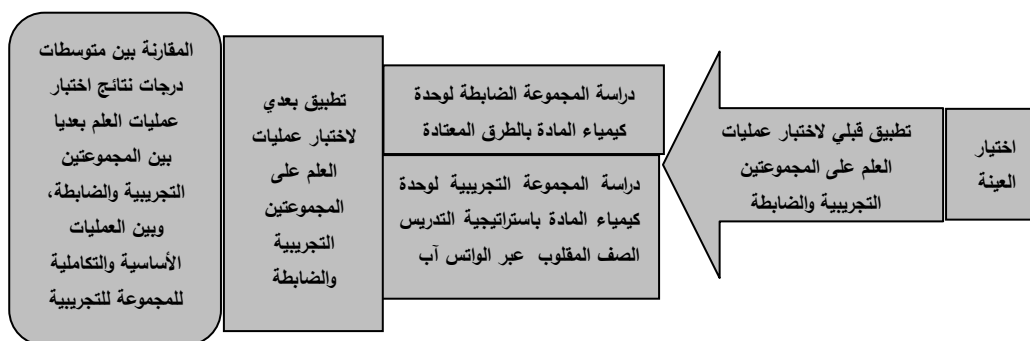 اختيار
العينة
تطبيق قبلي لاختبار عمليات
العلم على المجموعتين
التجريبية والضابطة
دراسة المجموعة الضابطة لوحدة
كيمياء المادة بالطرق المعتادة
دراسة المجموعة التجريبية لوحدة
كيمياء المادة باستراتيجية التدريس
الصف المقلوب عبر الواتس آب
تطبيق بعدي
لاختبار عمليات
العلم على
المجموعتين
التجريبية
والضابطة
المقارنة بين متوسطات
درجات نتائج اختبار
عمليات العلم بعديا
بين المجموعتين
التجريبية والضابطة،
وبين العمليات
الأساسية والتكاملية
للمجموعة للتجريبية